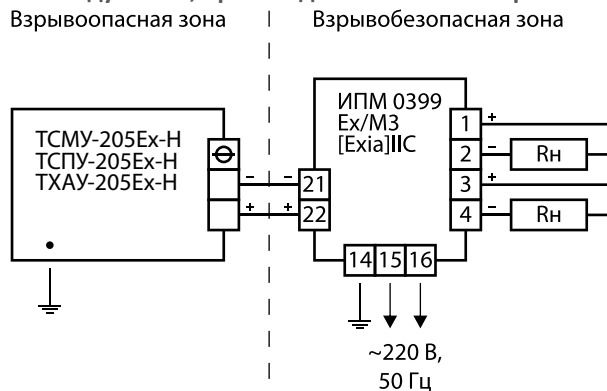 Взрывоопасная зона
Взрывобезопасная зона
ТСМУ-205Ex-Н
ТСПУ-205Ex-Н
ТХАУ-205Ex-Н
ИПМ 0399
Ex/М3
[Exia]IIC
1 +
2 - Rн
3 +
4 - Rн
- - 21
+ + 22
14 15 16
~220 В,
50 Гц